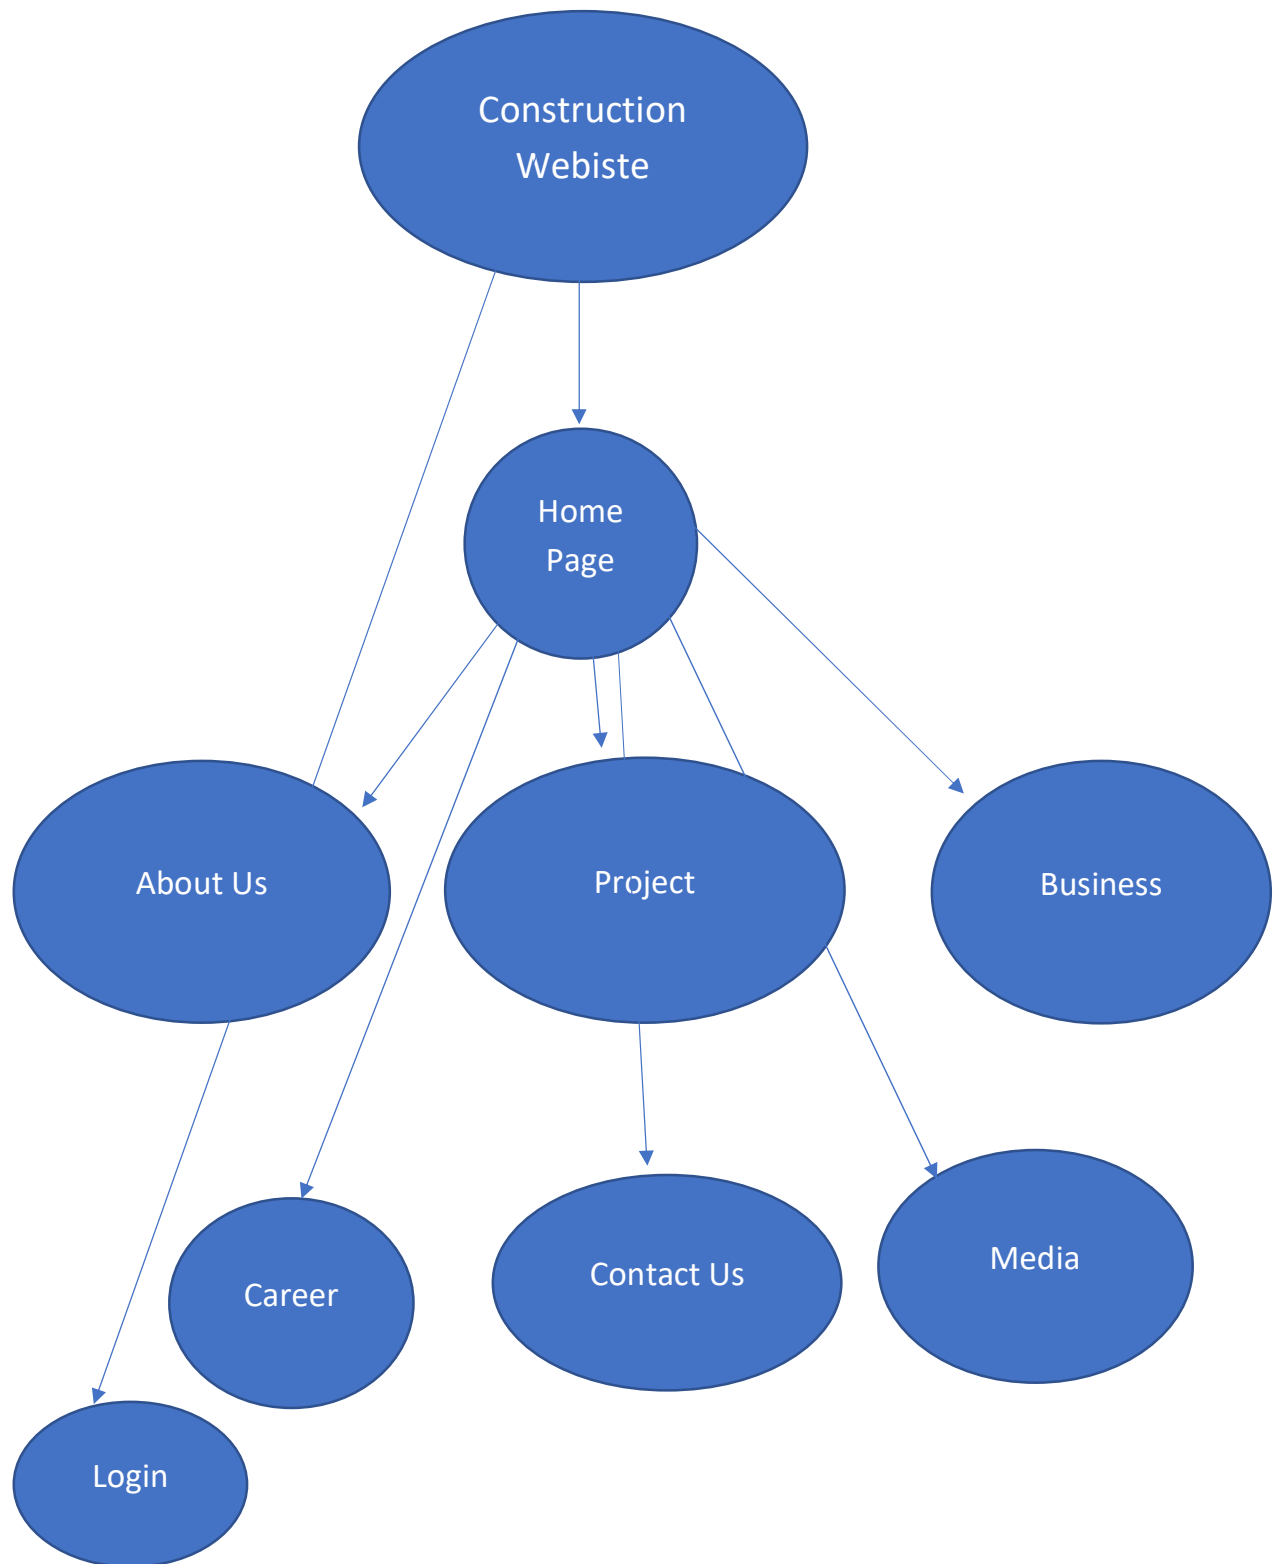 Construction
Webiste
Home
Page
About Us
Project
Business
Career
Contact Us
Media
Login